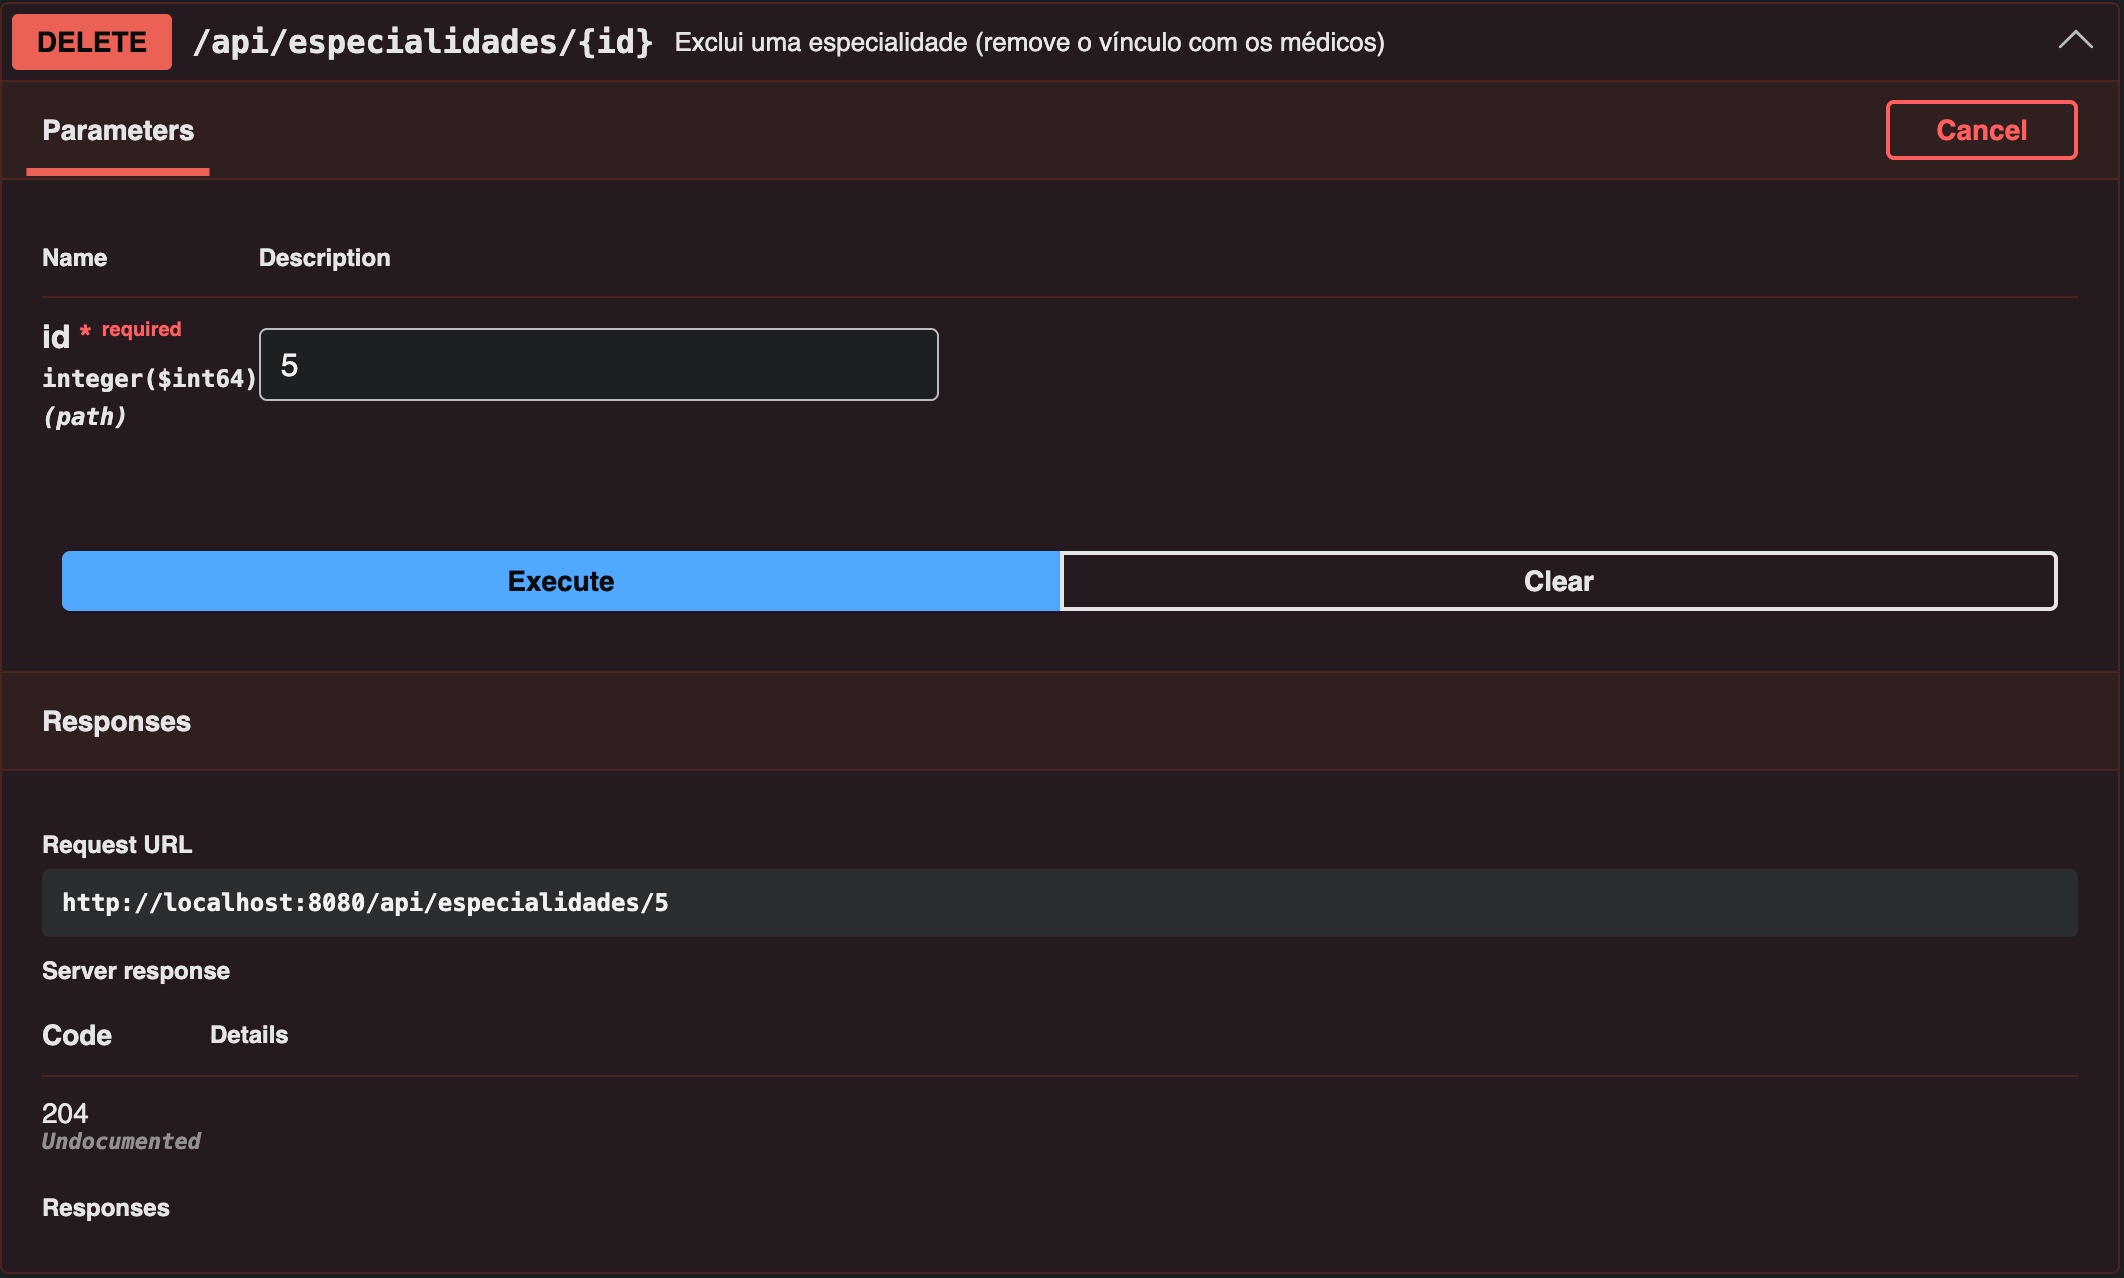 DELETE /api/especialidades/{id} Exclui uma especialidade (remove o vínculo com os médicos)
Parameters Cancel
Name Description
id * required
integer($int64)
(path)
5
Execute Clear
Responses
Request URL
http://localhost:8080/api/especialidades/5
Server response
Code Details
204
Undocumented
Responses